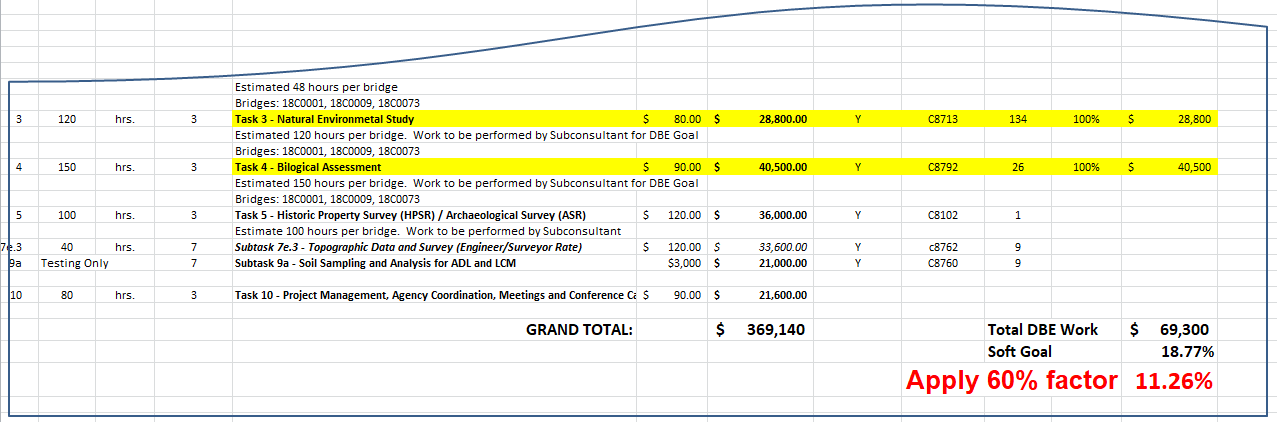 Estimated 48 hours per bridge
Bridges: 18C0001, 18C0009, 18C0073
3 120 hrs. 3 Task 3 - Natural Environmetal Study $ 80.00 $ 28,800.00 Y C8713 134 100% $ 28,800
Estimated 120 hours per bridge. Work to be performed by Subconsultant for DBE Goal
Bridges: 18C0001, 18C0009, 18C0073
4 150 hrs. 3 Task 4 - Bilogical Assessment $ 90.00 $ 40,500.00 Y C8792 26 100% $ 40,500
Estimated 150 hours per bridge. Work to be performed by Subconsultant for DBE Goal
Bridges: 18C0001, 18C0009, 18C0073
5 100 hrs. 3 Task 5 - Historic Property Survey (HPSR) / Archaeological Survey (ASR) $ 120.00 $ 36,000.00 Y C8102 1
Estimate 100 hours per bridge. Work to be performed by Subconsultant
7e.3 40 hrs. 7 Subtask 7e.3 - Topographic Data and Survey (Engineer/Surveyor Rate) $ 120.00 $ 33,600.00 Y c8762 9
9a Testing Only 7 Subtask 9a - Soil Sampling and Analysis for ADL and LCM $3,000 $ 21,000.00 Y C8760 9
10 80 hrs. 3 Task 10 - Project Management, Agency Coordination, Meetings and Conference Ca $ 90.00 $ 21,600.00
GRAND TOTAL: $ 369,140 Total DBE Work $ 69,300
Soft Goal 18.77%
Apply 60% factor 11.26%